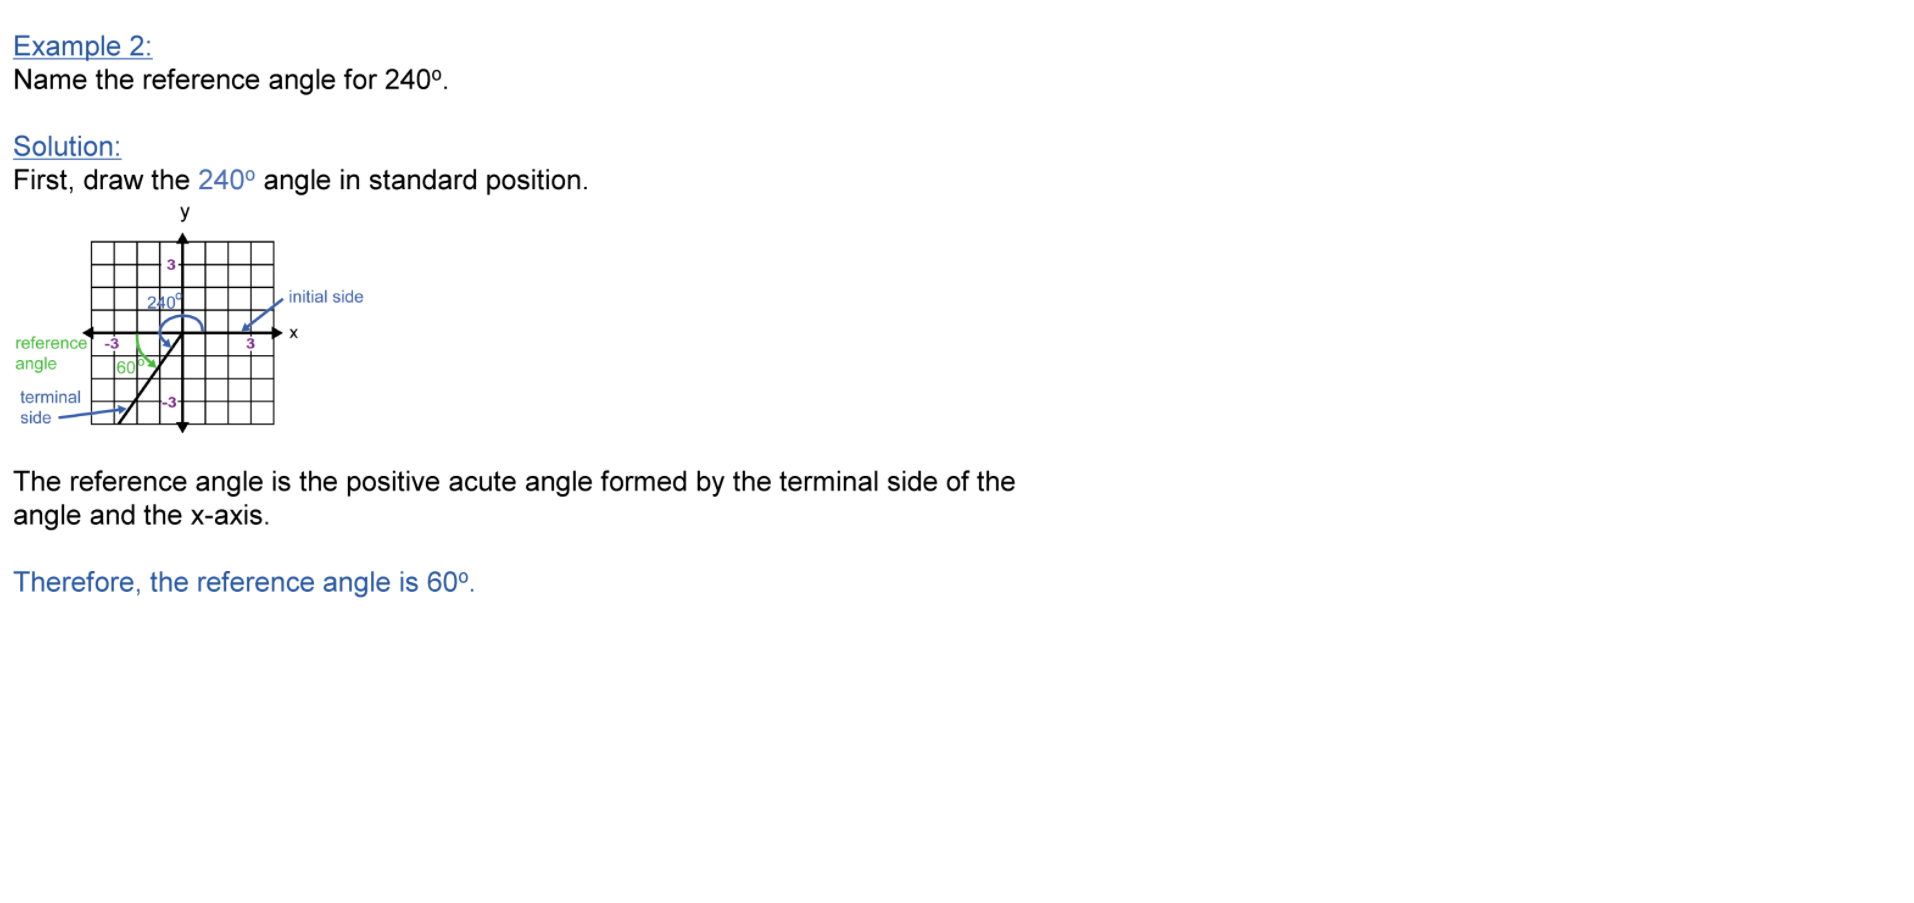 Example 2:
Name the reference angle for 240º.
Solution:
First, draw the 240º angle in standard position.
y
3
240º
initial side
x
reference
angle
-3
3
60º
terminal
side
-3
The reference angle is the positive acute angle formed by the terminal side of the
angle and the x-axis.
Therefore, the reference angle is 60º.